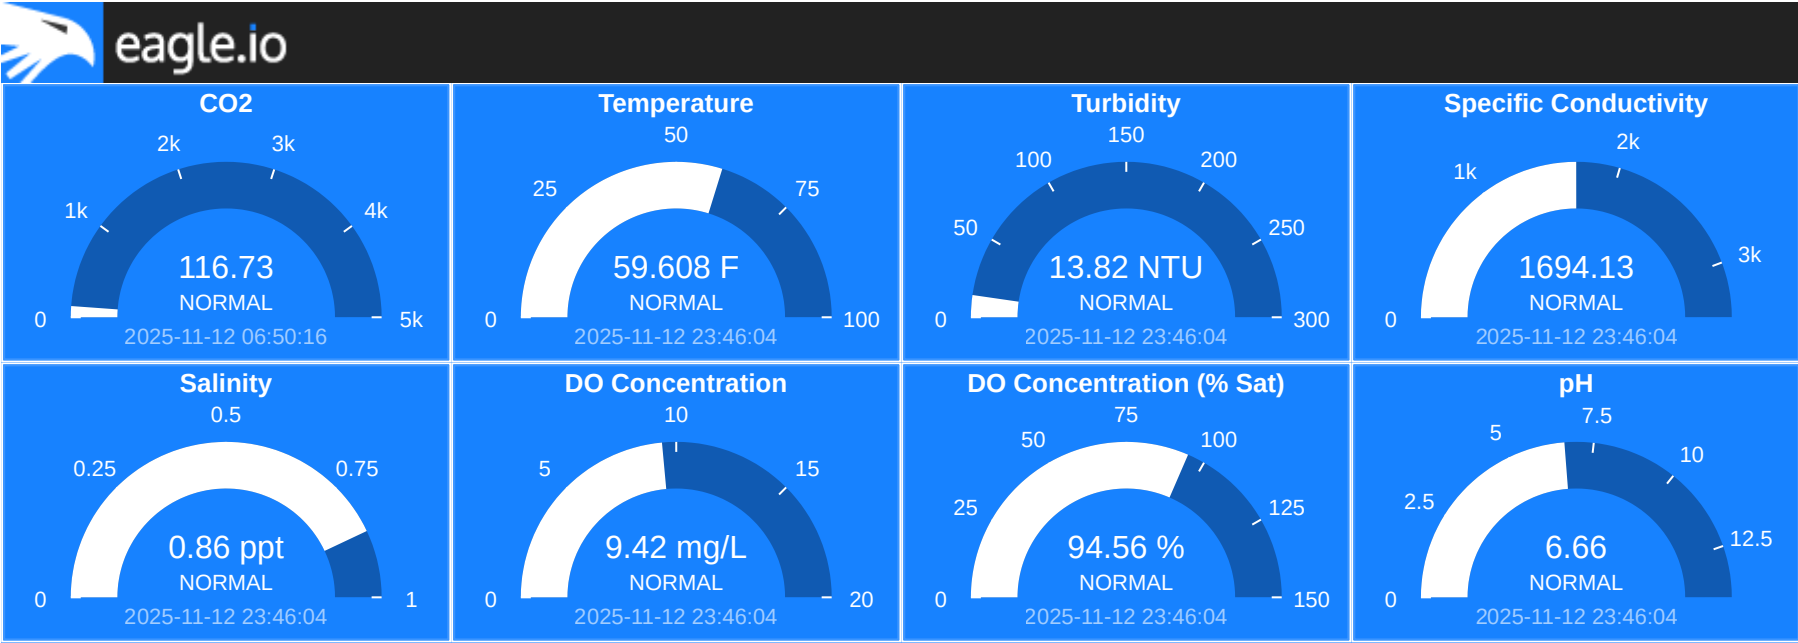 eagle.io
CO2
2k
3k
1k
4k
116.73
NORMAL
0
5k
2025-11-12 06:50:16
Temperature
50
25
75
59.608 F
NORMAL
0
100
2025-11-12 23:46:04
Turbidity
150
100
200
50
250
13.82 NTU
NORMAL
0
300
2025-11-12 23:46:04
Specific Conductivity
2k
1k
3k
1694.13
NORMAL
0
2025-11-12 23:46:04
Salinity
0.5
0.25
0.75
0.86 ppt
NORMAL
0
1
2025-11-12 23:46:04
DO Concentration
10
5
15
9.42 mg/L
NORMAL
0
20
2025-11-12 23:46:04
DO Concentration (% Sat)
75
50
100
25
125
94.56 %
NORMAL
0
150
2025-11-12 23:46:04
pH
7.5
5
10
2.5
12.5
6.66
NORMAL
0
2025-11-12 23:46:04